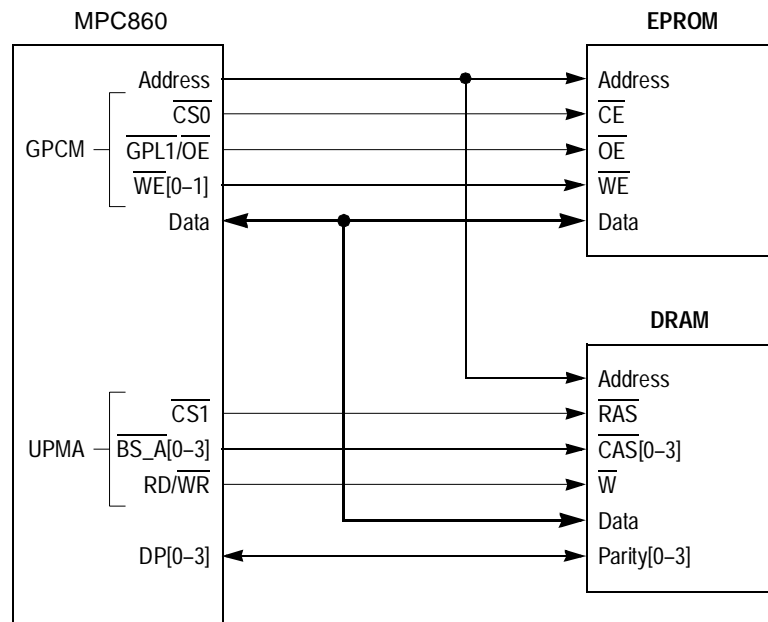 MPC860
EPROM
Address
Address
CS0
CE
GPCM
GPL1/OE
OE
WE[0–1]
WE
Data
Data
DRAM
Address
CS1
RAS
UPMA
BS_A[0–3]
CAS[0–3]
RD/WR
W
Data
DP[0–3]
Parity[0–3]